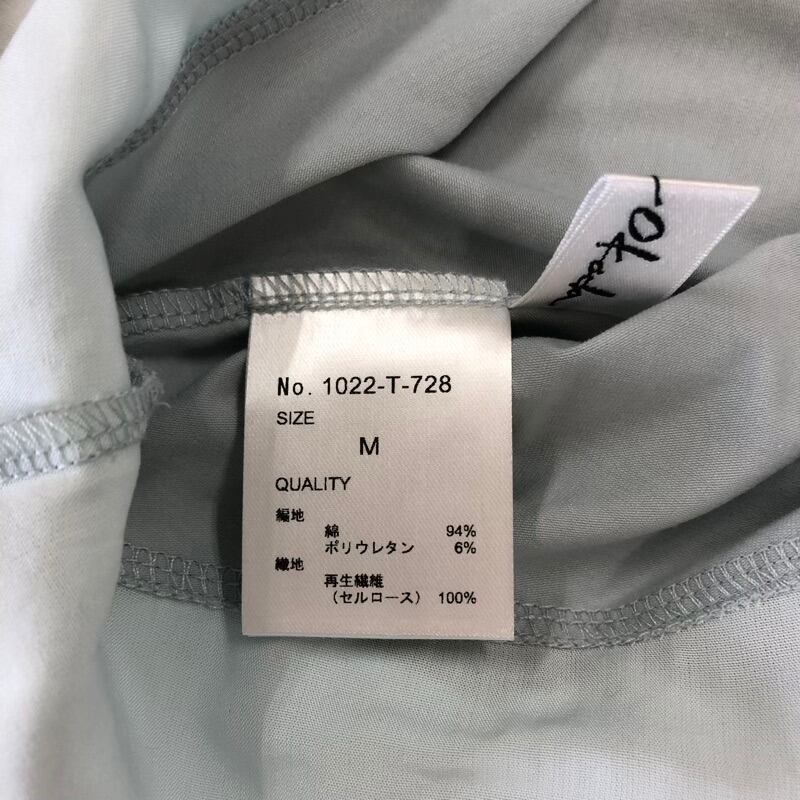 No. 1022-T-728
SIZE
M
QUALITY
編地
綿 94%
ポリウレタン 6%
織地
再生繊維
(セルロース) 100%